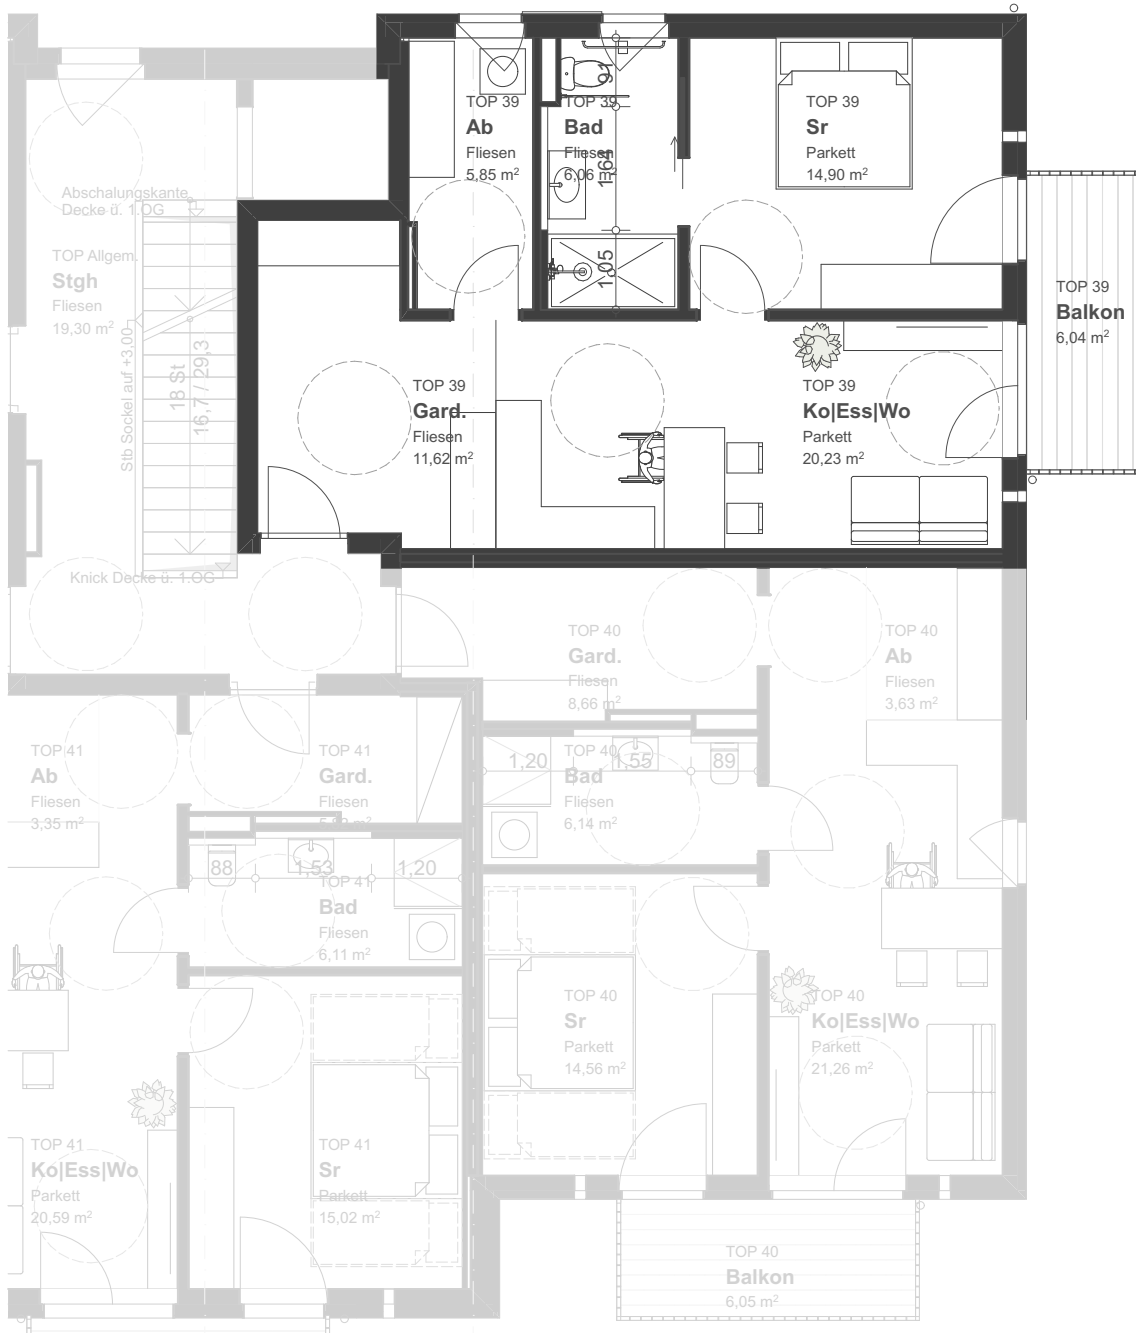 TOP 39
Ab
Fliesen
5,85 m²
TOP 39
Bad
Fliesen
6,06 m²
91
1,64
1,05
TOP 39
Sr
Parkett
14,90 m²
TOP 39
Balkon
6,04 m²
Abschalungskante
Decke ü. 1.OG
TOP Allgem.
Stgh
Fliesen
19,30 m²
Stb Sockel auf +3,00
18 St
16,7 / 29,3
Knick Decke ü. 1.OG
TOP 39
Gard.
Fliesen
11,62 m²
TOP 39
Ko|Ess|Wo
Parkett
20,23 m²
TOP 40
Gard.
Fliesen
8,66 m²
TOP 40
Ab
Fliesen
3,63 m²
TOP 41
Ab
Fliesen
3,35 m²
TOP 41
Gard.
Fliesen
m²
TOP 40
Bad
Fliesen
6,14 m²
1,20
1,55
89
88
1,53
1,20
TOP 41
Bad
Fliesen
6,11 m²
TOP 40
Sr
Parkett
14,56 m²
TOP 40
Ko|Ess|Wo
Parkett
21,26 m²
TOP 41
Ko|Ess|Wo
Parkett
20,59 m²
TOP 41
Sr
Parkett
15,02 m²
TOP 40
Balkon
6,05 m²